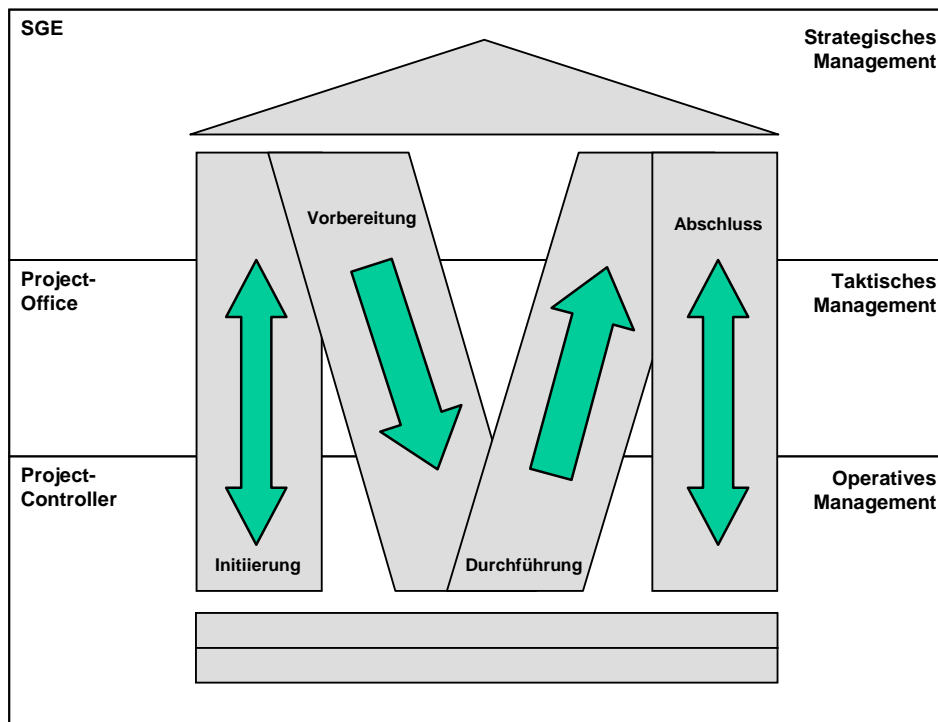 SGE
Strategisches
Management
Vorbereitung
Abschluss
Project-
Office
Taktisches
Management
Project-
Controller
Operatives
Management
Initiierung
Durchführung